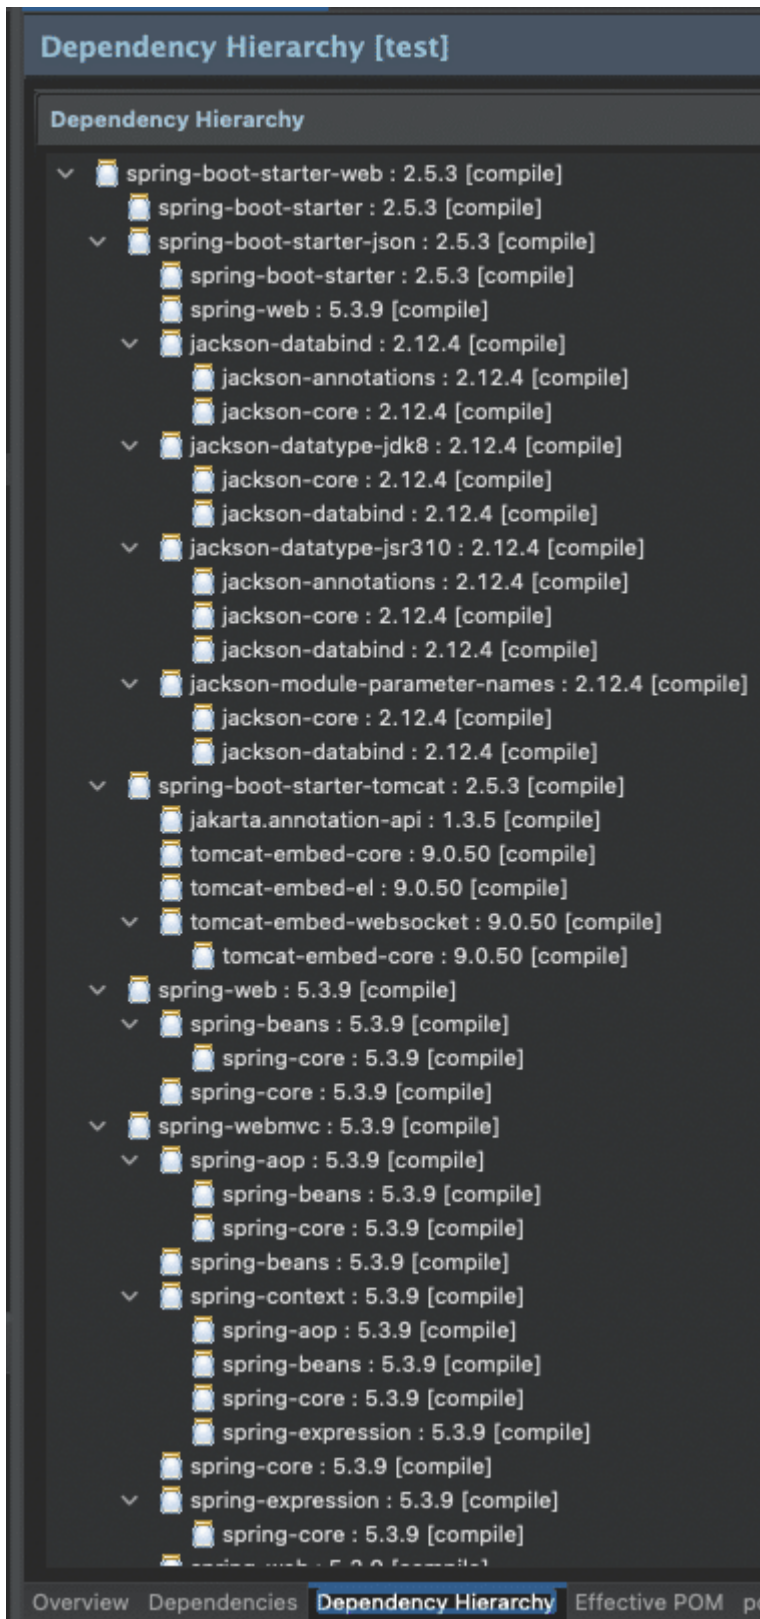 Dependency Hierarchy [test]
Dependency Hierarchy
spring-boot-starter-web : 2.5.3 [compile]
spring-boot-starter : 2.5.3 [compile]
spring-boot-starter-json : 2.5.3 [compile]
spring-boot-starter : 2.5.3 [compile]
spring-web : 5.3.9 [compile]
jackson-databind : 2.12.4 [compile]
jackson-annotations : 2.12.4 [compile]
jackson-core : 2.12.4 [compile]
jackson-datatype-jdk8 : 2.12.4 [compile]
jackson-core : 2.12.4 [compile]
jackson-databind : 2.12.4 [compile]
jackson-datatype-jsr310 : 2.12.4 [compile]
jackson-annotations : 2.12.4 [compile]
jackson-core : 2.12.4 [compile]
jackson-databind : 2.12.4 [compile]
jackson-module-parameter-names : 2.12.4 [compile]
jackson-core : 2.12.4 [compile]
jackson-databind : 2.12.4 [compile]
spring-boot-starter-tomcat : 2.5.3 [compile]
jakarta.annotation-api : 1.3.5 [compile]
tomcat-embed-core : 9.0.50 [compile]
tomcat-embed-el : 9.0.50 [compile]
tomcat-embed-websocket : 9.0.50 [compile]
tomcat-embed-core : 9.0.50 [compile]
spring-web : 5.3.9 [compile]
spring-beans : 5.3.9 [compile]
spring-core : 5.3.9 [compile]
spring-core : 5.3.9 [compile]
spring-webmvc : 5.3.9 [compile]
spring-aop : 5.3.9 [compile]
spring-beans : 5.3.9 [compile]
spring-core : 5.3.9 [compile]
spring-beans : 5.3.9 [compile]
spring-context : 5.3.9 [compile]
spring-aop : 5.3.9 [compile]
spring-beans : 5.3.9 [compile]
spring-core : 5.3.9 [compile]
spring-expression : 5.3.9 [compile]
spring-core : 5.3.9 [compile]
spring-expression : 5.3.9 [compile]
spring-core : 5.3.9 [compile]
Overview Dependencies Dependency Hierarchy Effective POM